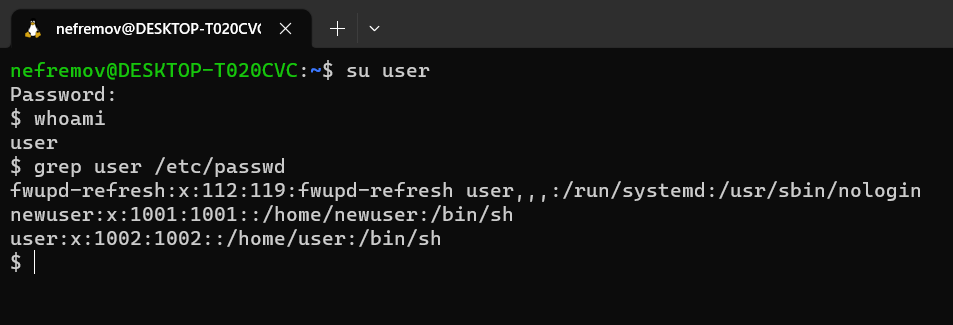 nefremov@DESKTOP-T020CVC
nefremov@DESKTOP-T020CVC:~$ su user
Password:
$ whoami
user
$ grep user /etc/passwd
fwupd-refresh:x:112:119:fwupd-refresh user,,,:/run/systemd:/usr/sbin/nologin
newuser:x:1001:1001::/home/newuser:/bin/sh
user:x:1002:1002::/home/user:/bin/sh
$